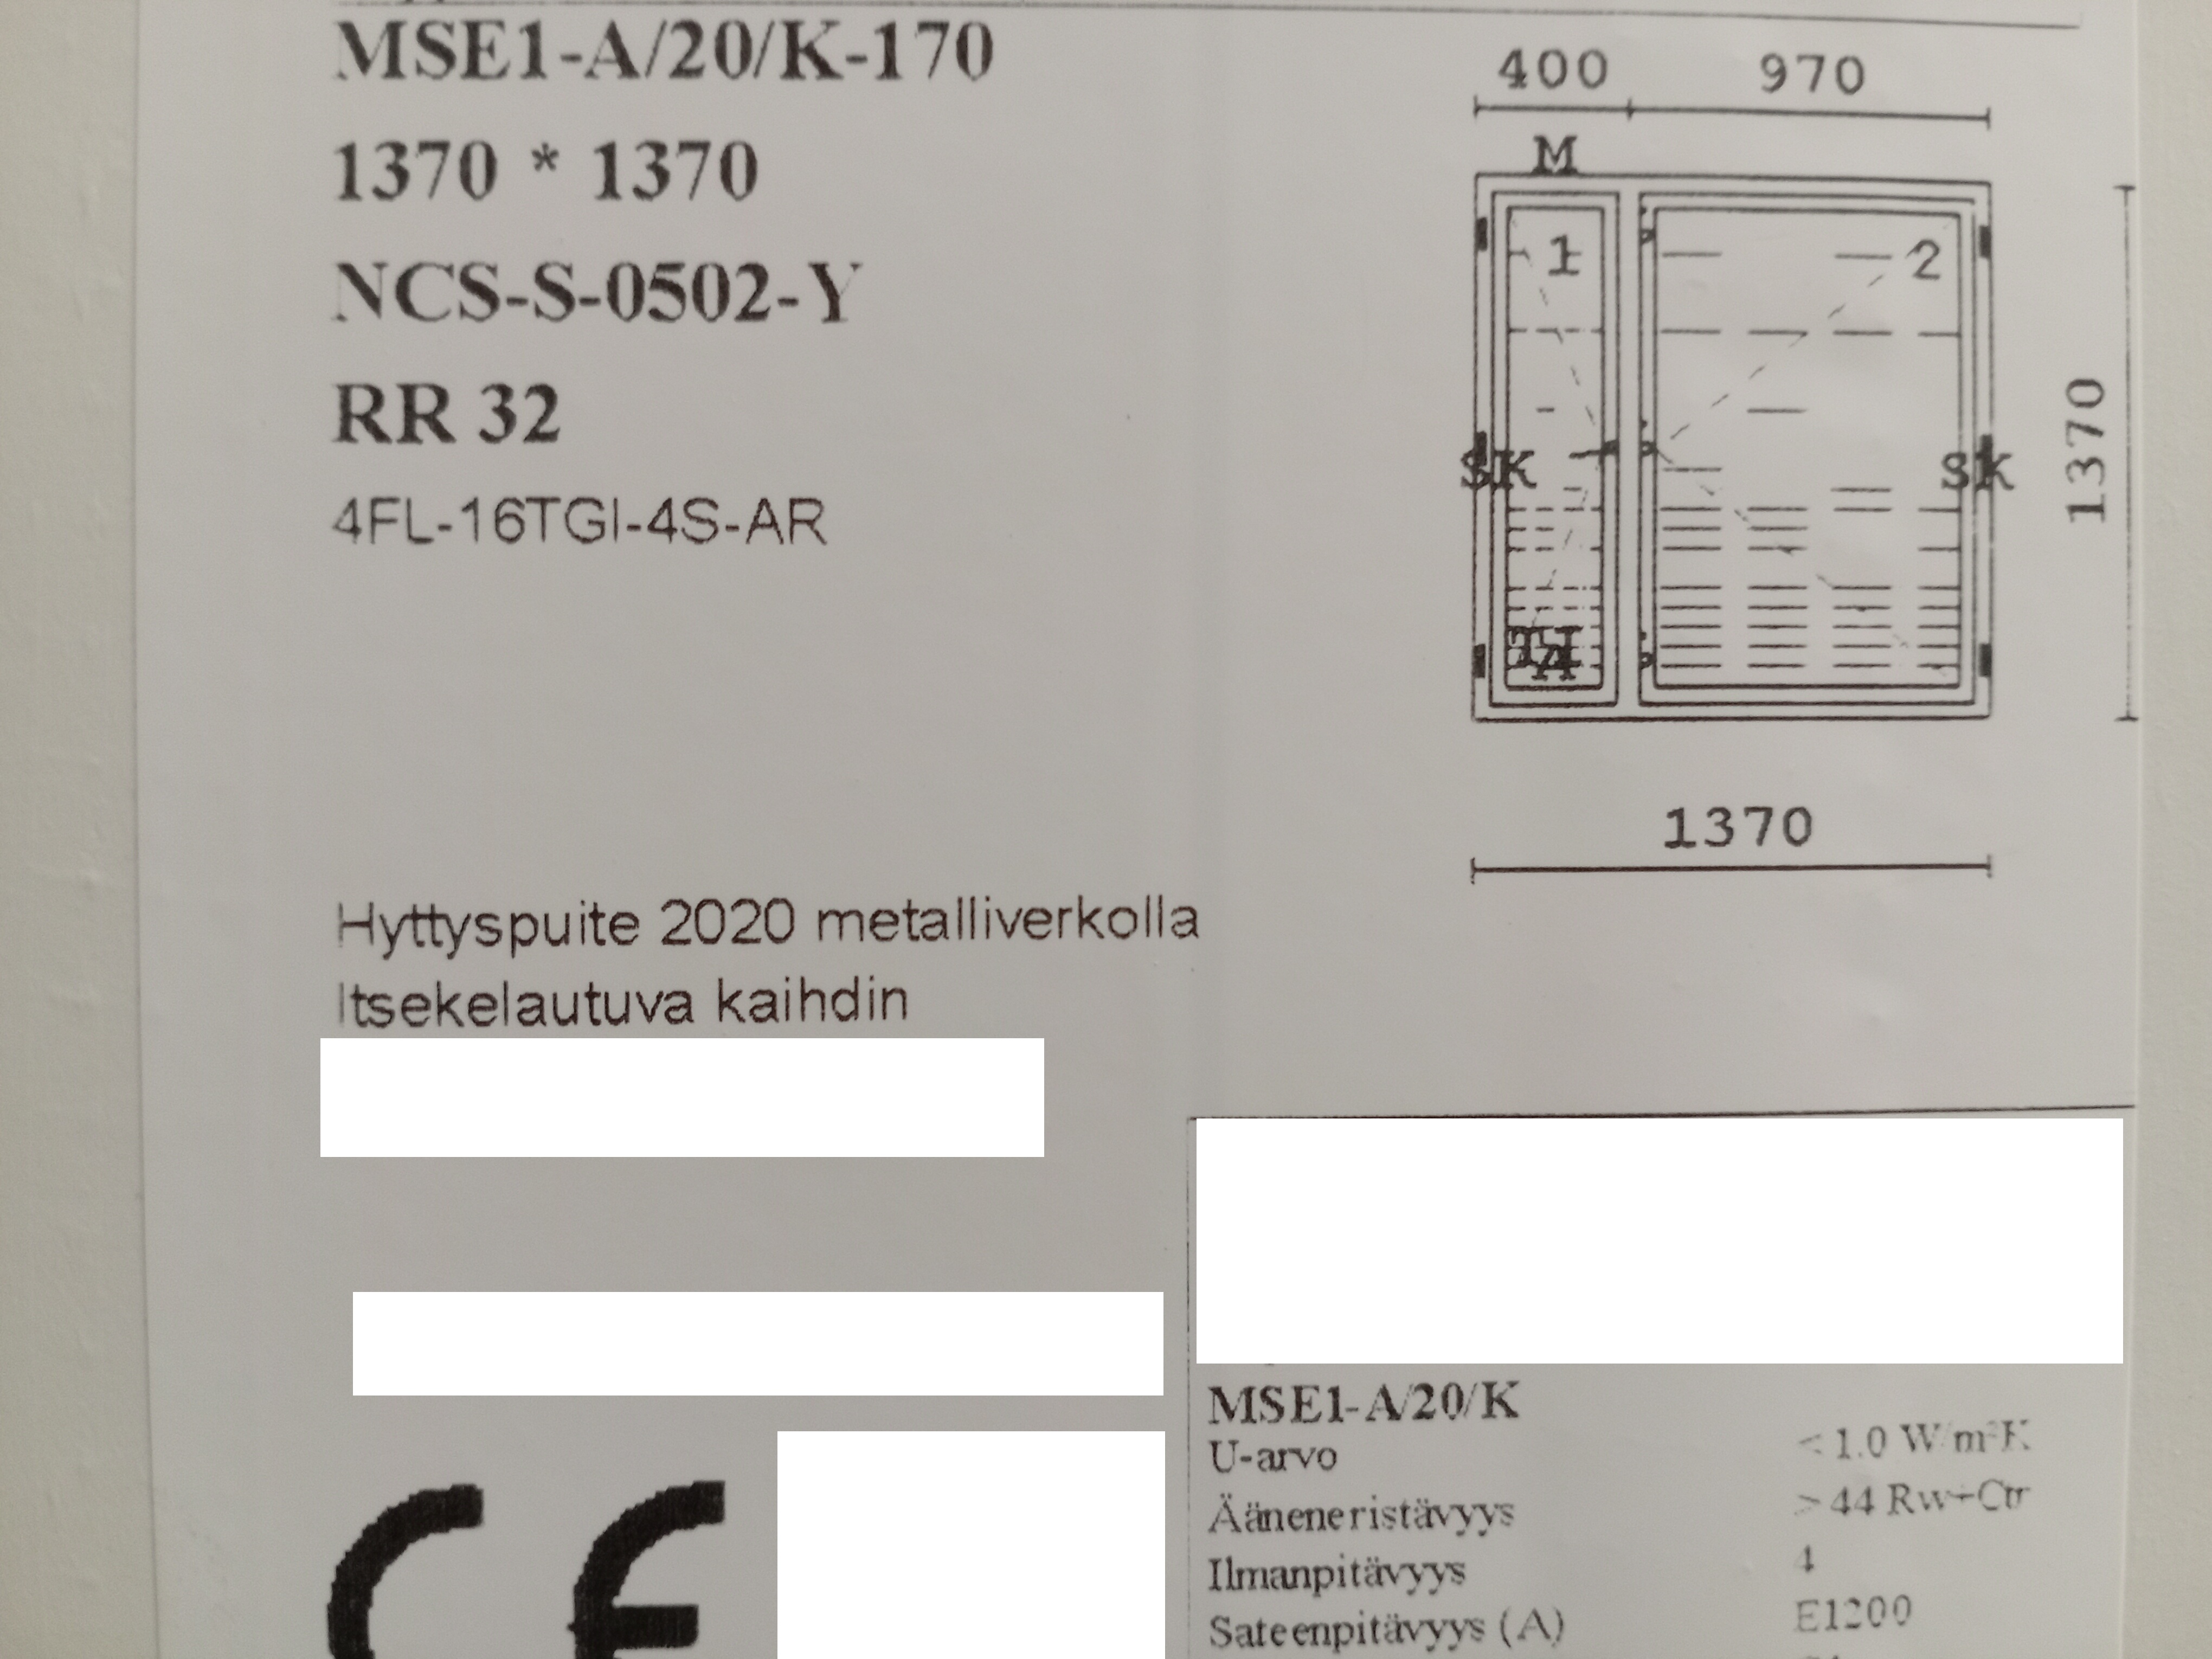 MSE1-A/20/K-170
1370 * 1370
NCS-S-0502-Y
RR 32
4FL-16TGI-4S-AR
400 970
M
1 2
SK SK
1370
1370
Hyttyspuite 2020 metalliverkolla
Itsekelautuva kaihdin
MSE1-A/20/K
U-arvo < 1.0 W/m²K
Ääneneristävyys > 44 Rw+Ctr
Ilmanpitävyys 4
Sateenpitävyys (A) E1200
CE